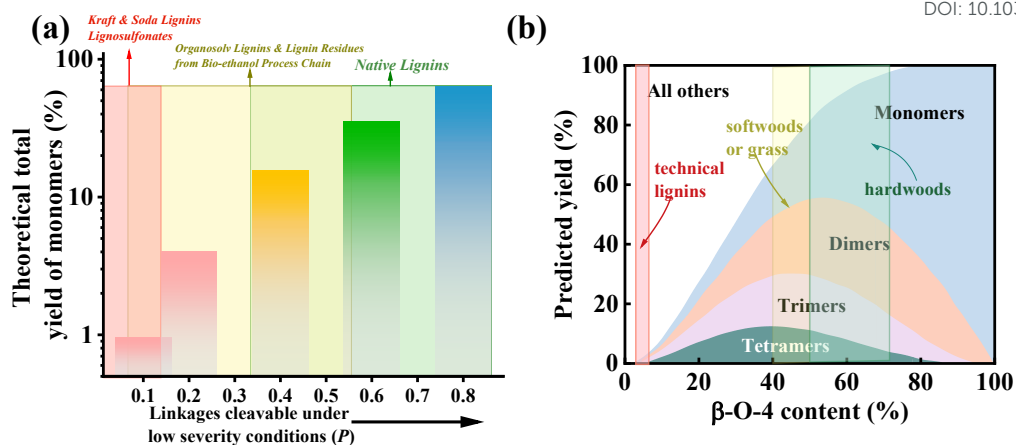 DOI: 10.103
(a)
Kraft & Soda Lignins
Lignosulfonates
Organosolv Lignins & Lignin Residues
from Bio-ethanol Process Chain
Native Lignins
Theoretical total
yield of monomers (%)
100
10
1
0.1 0.2 0.3 0.4 0.5 0.6 0.7 0.8
Linkages cleavable under
low severity conditions (P)
(b)
Predicted yield (%)
100
80
60
40
20
0
All others
Monomers
softwoods
or grass
technical
lignins
hardwoods
Dimers
Trimers
Tetramers
0 20 40 60 80 100
β-O-4 content (%)